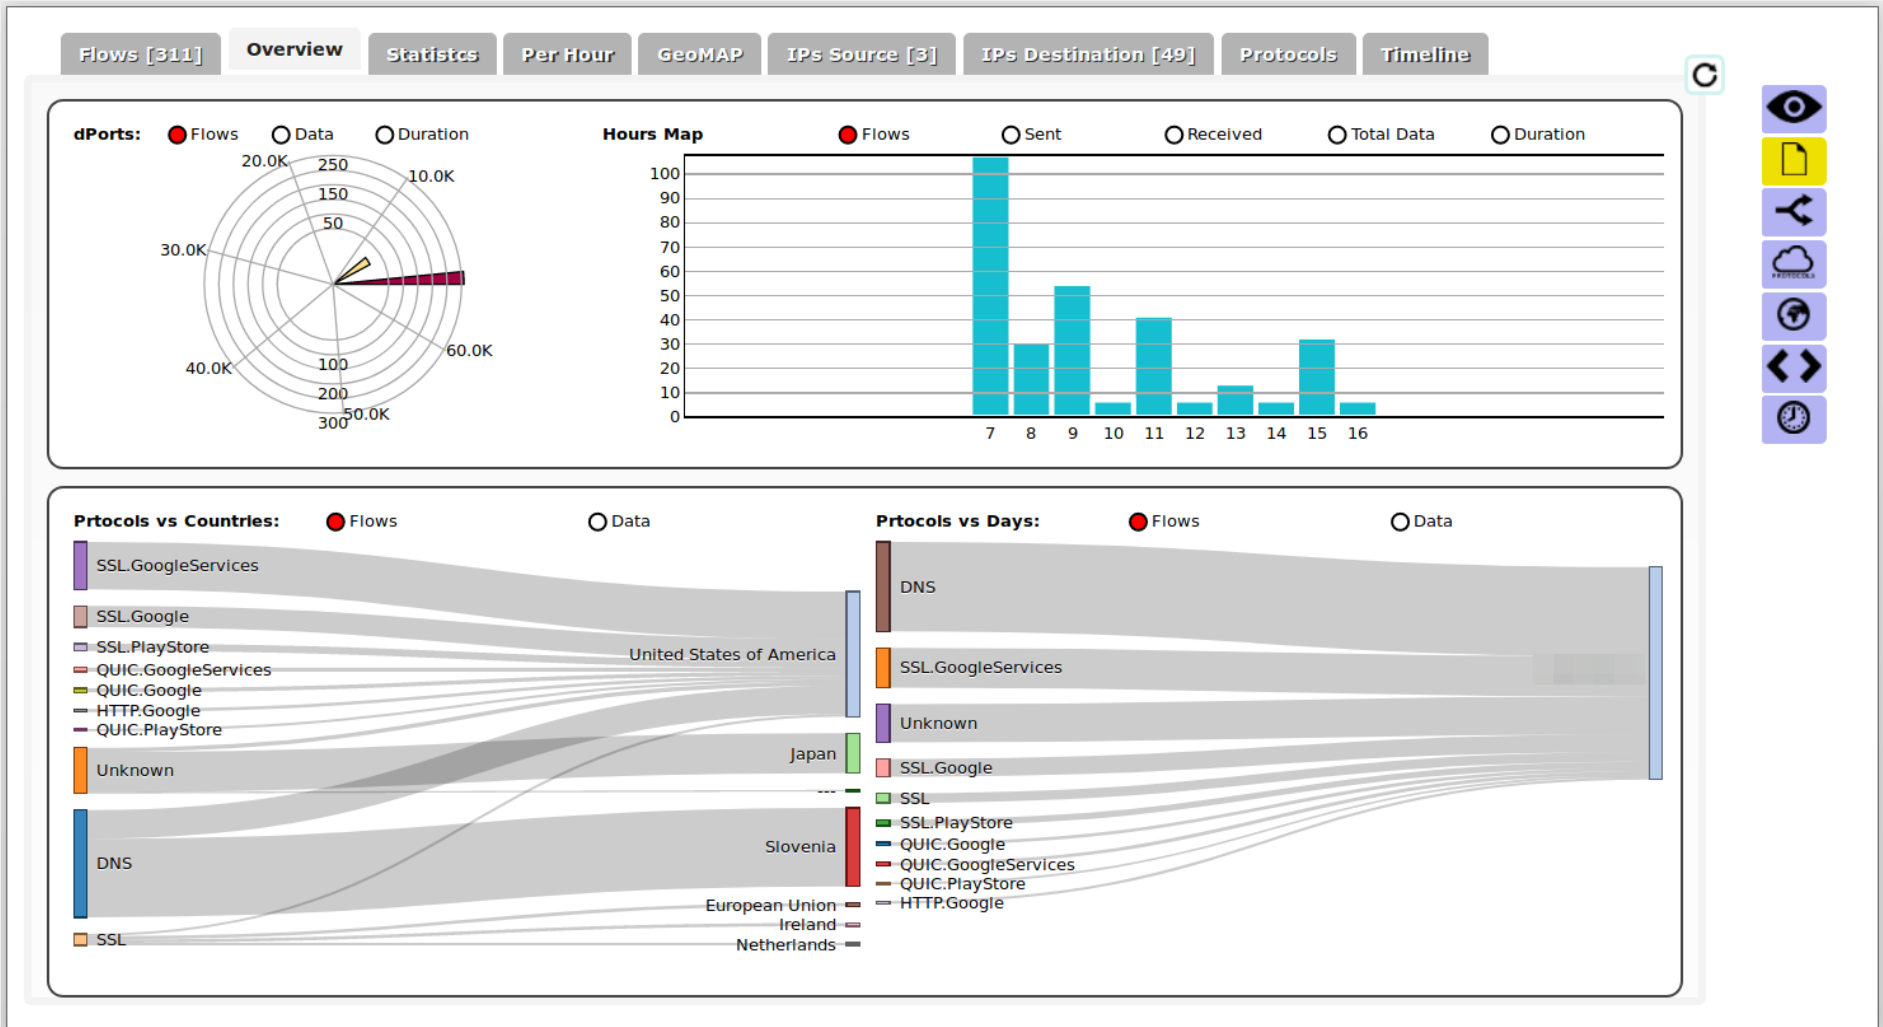 Flows [311] Overview Statistcs Per Hour GeoMAP IPs Source [3] IPs Destination [49] Protocols Timeline
dPorts: Flows Data Duration
Hours Map Flows Sent Received Total Data Duration
20.0K
250
10.0K
150
50
30.0K
60.0K
100
40.0K
200
50.0K
300
100
90
80
70
60
50
40
30
20
10
0
7 8 9 10 11 12 13 14 15 16
PROTOCOLS
Prtocols vs Countries: Flows Data
SSL.GoogleServices
SSL.Google
SSL.PlayStore
QUIC.GoogleServices
QUIC.Google
HTTP.Google
QUIC.PlayStore
Unknown
DNS
SSL
United States of America
Japan
---
Slovenia
European Union
Ireland
Netherlands
Prtocols vs Days: Flows Data
DNS
SSL.GoogleServices
Unknown
SSL.Google
SSL
SSL.PlayStore
QUIC.Google
QUIC.GoogleServices
QUIC.PlayStore
HTTP.Google